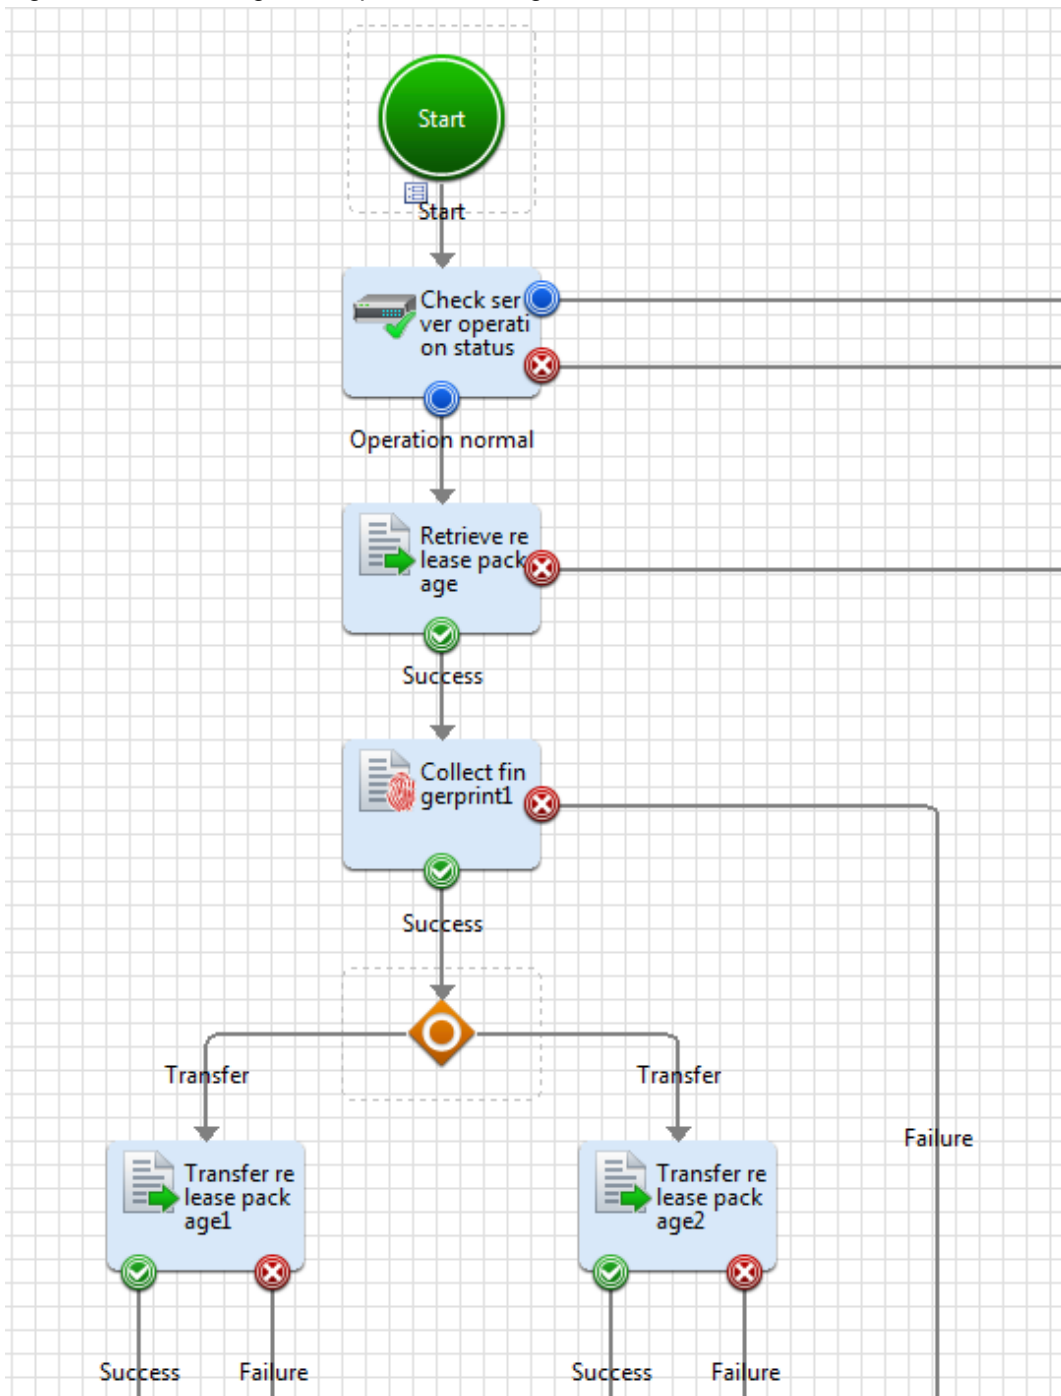 Start
Start
Check ser
ver operati
on status
Operation normal
Retrieve re
lease pack
age
Success
Collect fin
gerprint1
Success
Transfer
Transfer
Failure
Transfer re
lease pack
age1
Transfer re
lease pack
age2
Success
Failure
Success
Failure